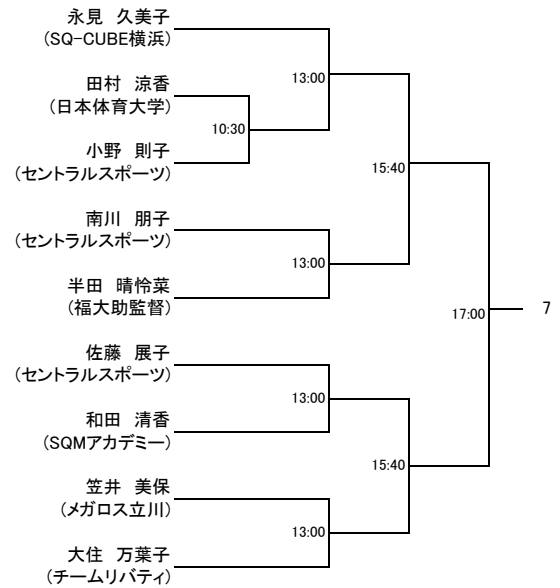 永見　久美子
(SQ-CUBE横浜)
13:00
田村　涼香
(日本体育大学)
10:30
小野　則子
(セントラルスポーツ)
15:40
南川　朋子
(セントラルスポーツ)
13:00
半田　晴怜菜
(福大助監督)
17:00
7
佐藤　展子
(セントラルスポーツ)
13:00
和田　清香
(SQMアカデミー)
15:40
笠井　美保
(メガロス立川)
13:00
大住　万葉子
(チームリバティ)